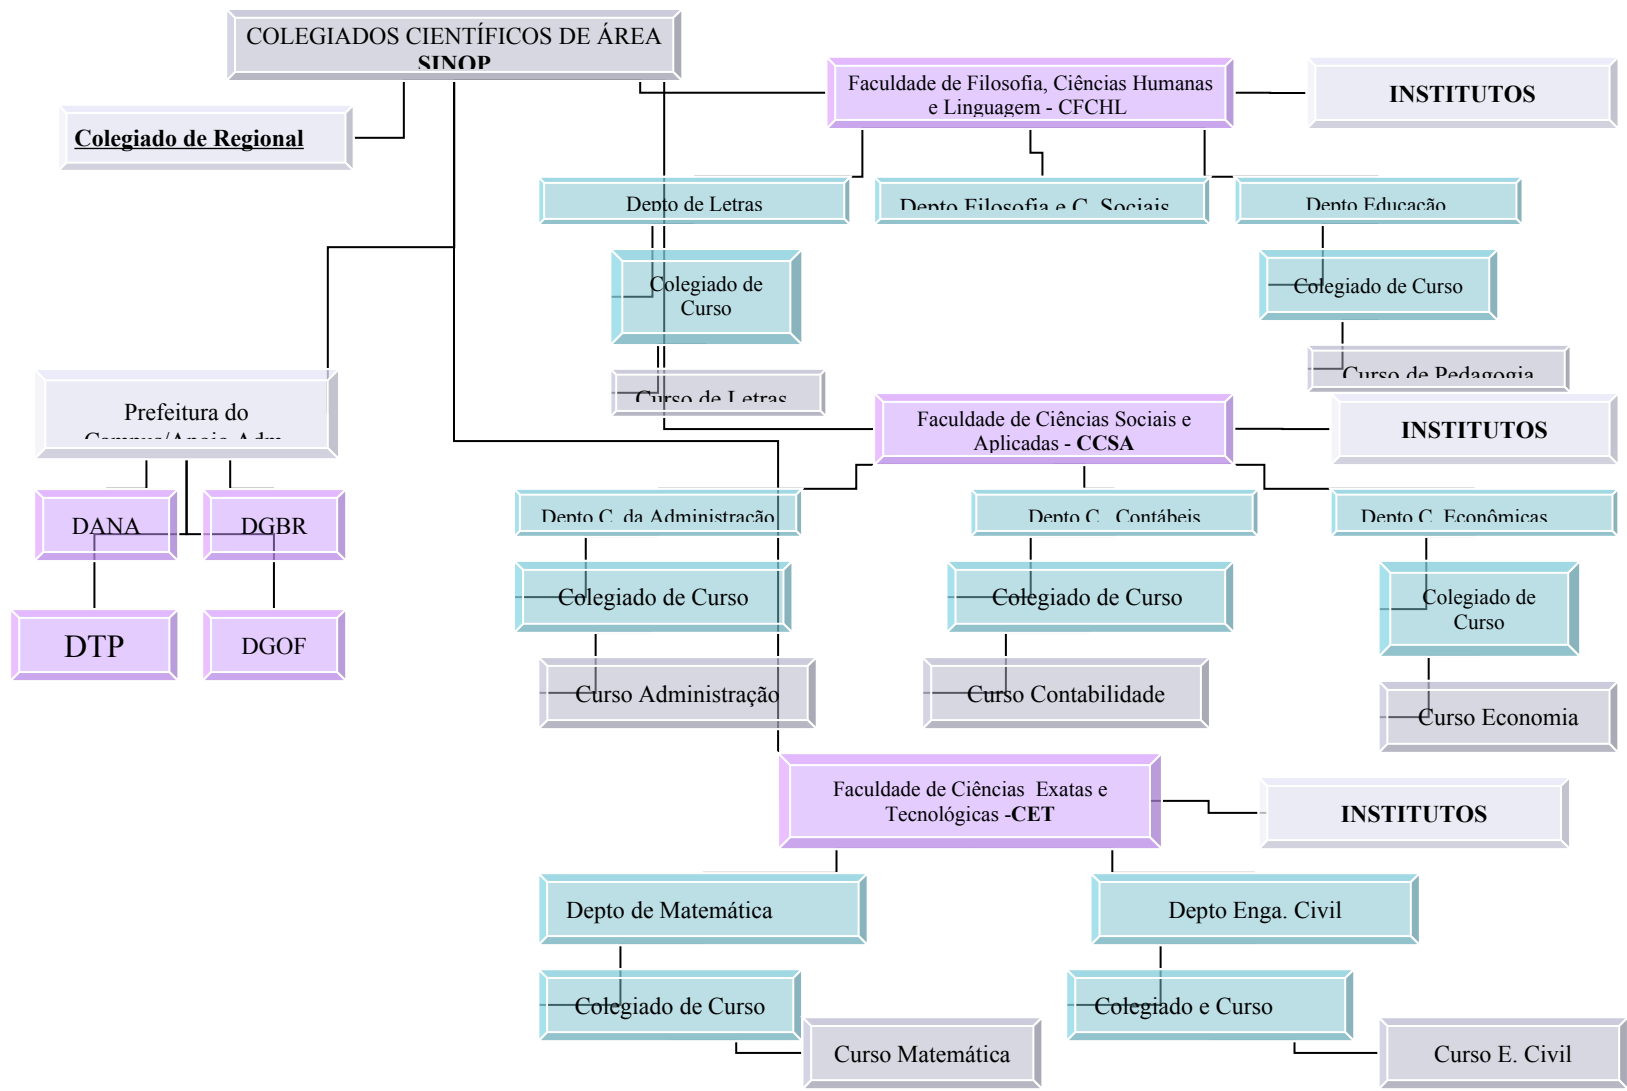 COLEGIADOS CIENTÍFICOS DE ÁREA
SINOP
Colegiado de Regional
Faculdade de Filosofia, Ciências Humanas
e Linguagem - CFCHL
INSTITUTOS
Depto de Letras
Depto Filosofia e C. Sociais
Depto Educação
Colegiado de
Curso
Colegiado de Curso
Curso de Letras
Curso de Pedagogia
Prefeitura do
Campus/Apoio Adm
DANA
DGBR
DTP
DGOF
Faculdade de Ciências Sociais e
Aplicadas - CCSA
INSTITUTOS
Depto C. da Administração
Depto C. Contábeis
Depto C. Econômicas
Colegiado de Curso
Colegiado de Curso
Colegiado de
Curso
Curso Administração
Curso Contabilidade
Curso Economia
Faculdade de Ciências Exatas e
Tecnológicas -CET
INSTITUTOS
Depto de Matemática
Depto Enga. Civil
Colegiado de Curso
Colegiado e Curso
Curso Matemática
Curso E. Civil